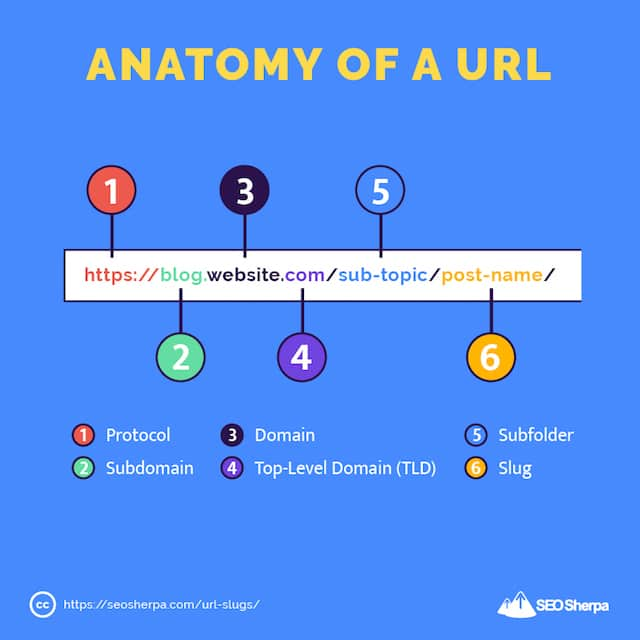 ANATOMY OF A URL
1 3 5
https://blog.website.com/sub-topic/post-name/
2 4 6
1 Protocol 3 Domain 5 Subfolder
2 Subdomain 4 Top-Level Domain (TLD) 6 Slug
cc https://seosherpa.com/url-slugs/ SEO Sherpa